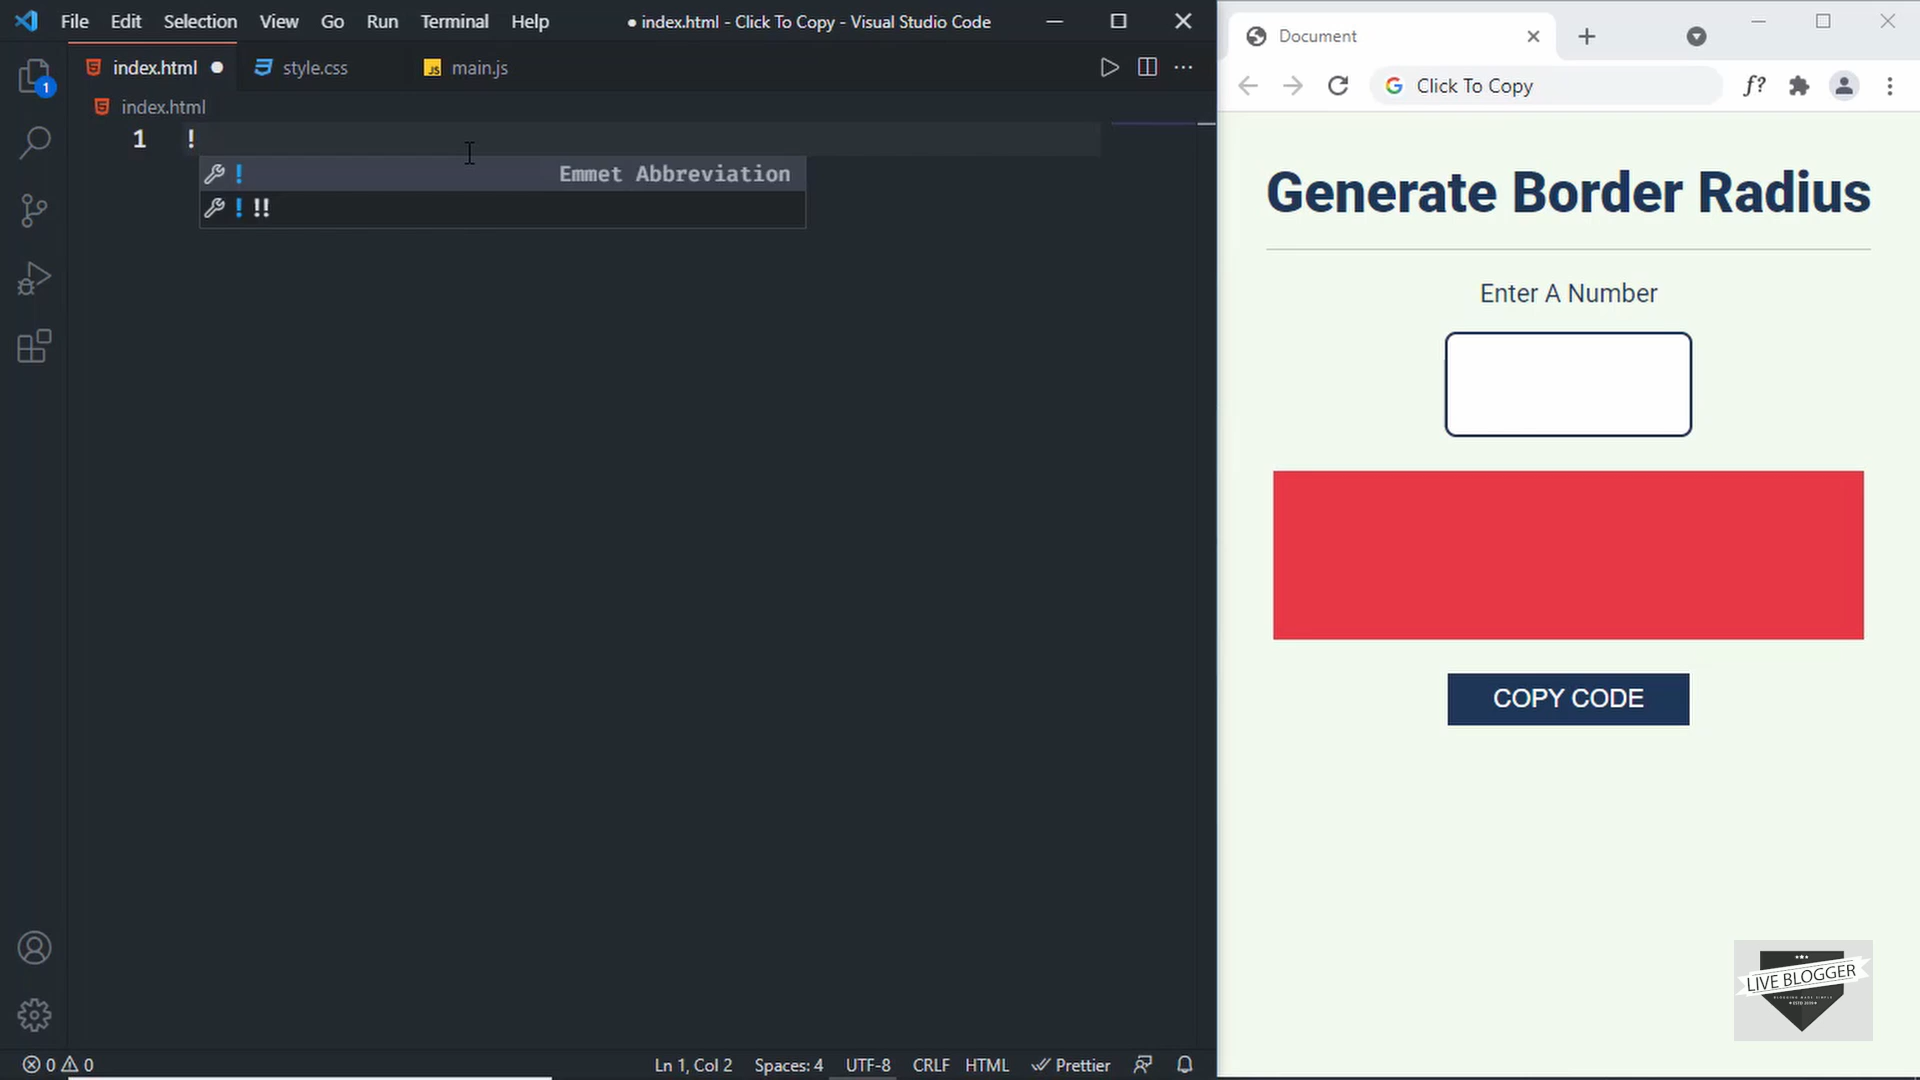 File Edit Selection View Go Run Terminal Help
● index.html - Click To Copy - Visual Studio Code
index.html ●
style.css
JS main.js
1
index.html
1 !
! Emmet Abbreviation
! !!
0 0
Ln 1, Col 2 Spaces: 4 UTF-8 CRLF HTML Prettier
Document
Click To Copy
f?
Generate Border Radius
Enter A Number
COPY CODE
LIVE BLOGGER